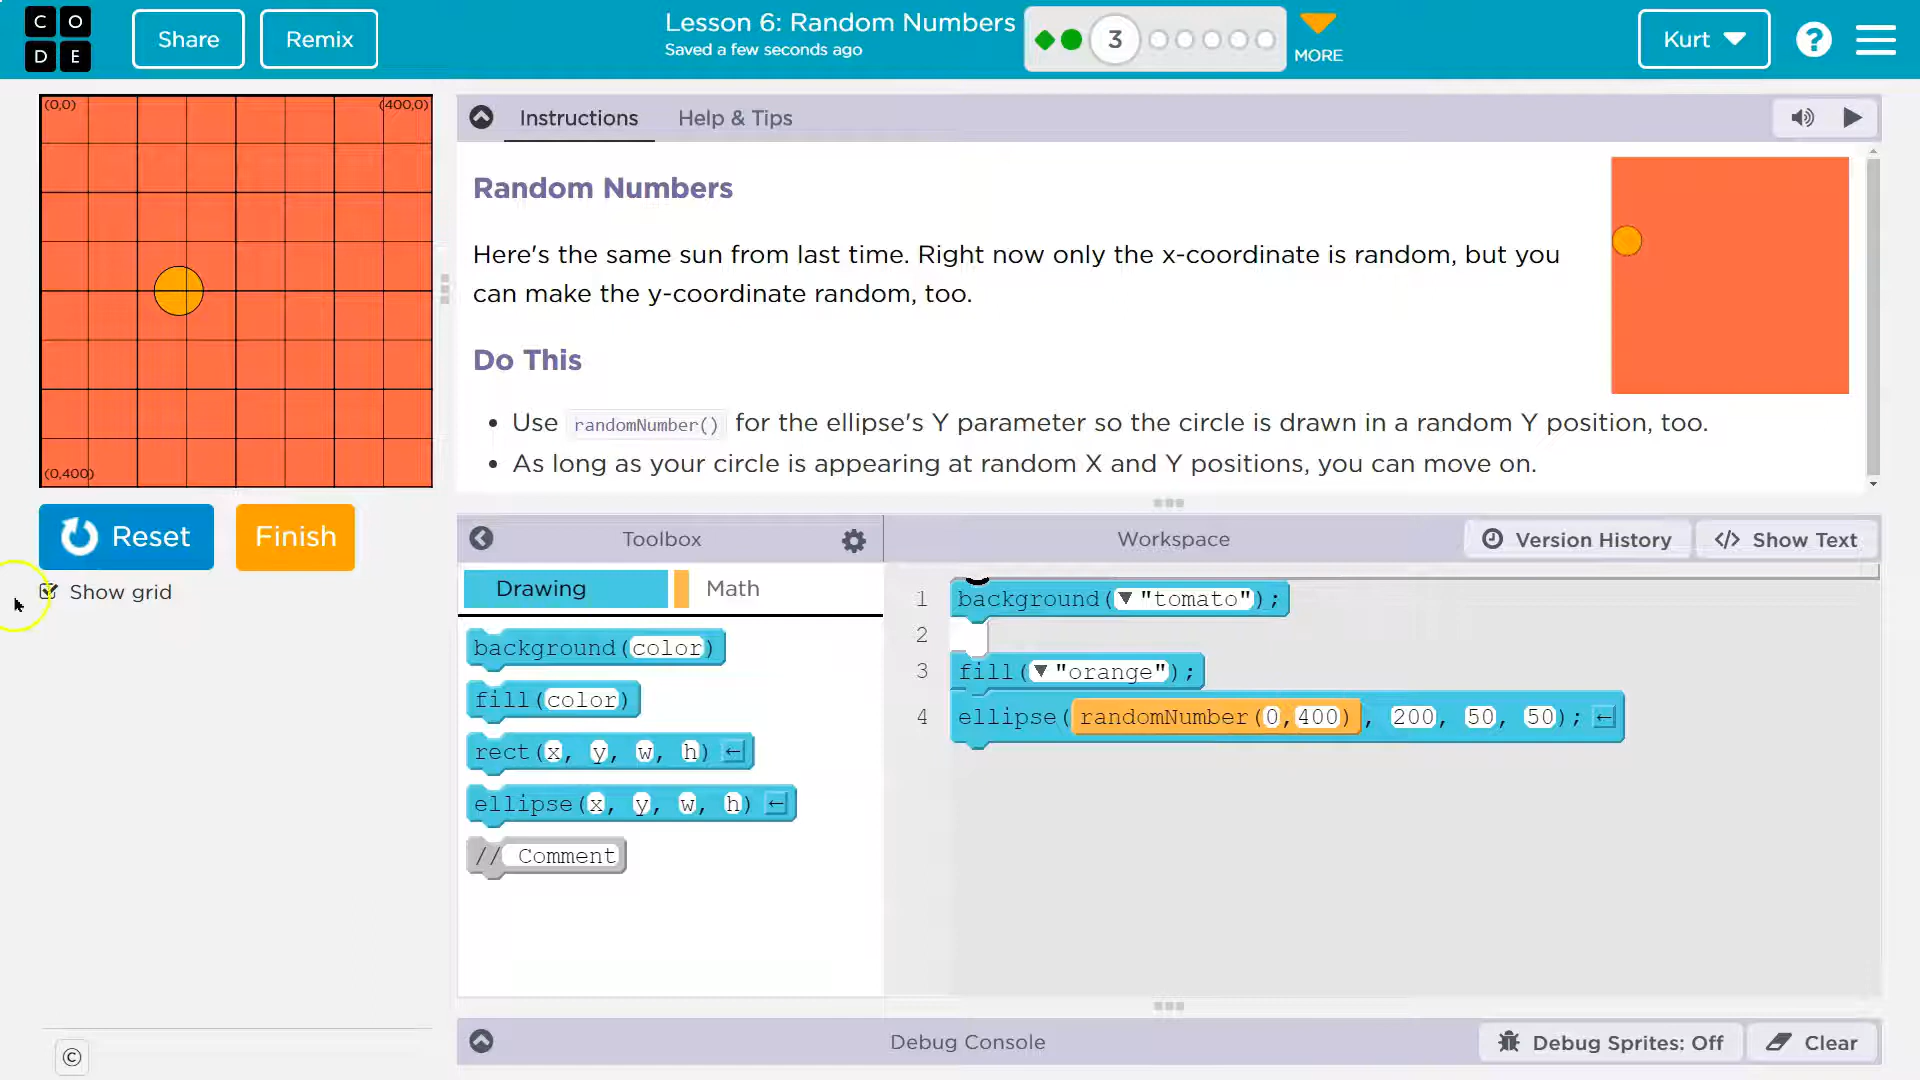 CODE
Share
Remix
Lesson 6: Random Numbers
Saved a few seconds ago
3
MORE
Kurt
?
(0,0)
(400,0)
(0,400)
Reset
Finish
Show grid
©
Instructions
Help & Tips
Random Numbers
Here's the same sun from last time. Right now only the x-coordinate is random, but you
can make the y-coordinate random, too.
Do This
• Use randomNumber() for the ellipse's Y parameter so the circle is drawn in a random Y position, too.
• As long as your circle is appearing at random X and Y positions, you can move on.
Toolbox
Workspace
Version History
</> Show Text
Drawing
Math
background(color)
fill(color)
rect(x, y, w, h) ←
ellipse(x, y, w, h) ←
// Comment
1 background(▼"tomato");
2
3 fill(▼"orange");
4 ellipse(randomNumber(0,400), 200, 50, 50); ←
Debug Console
Debug Sprites: Off
Clear